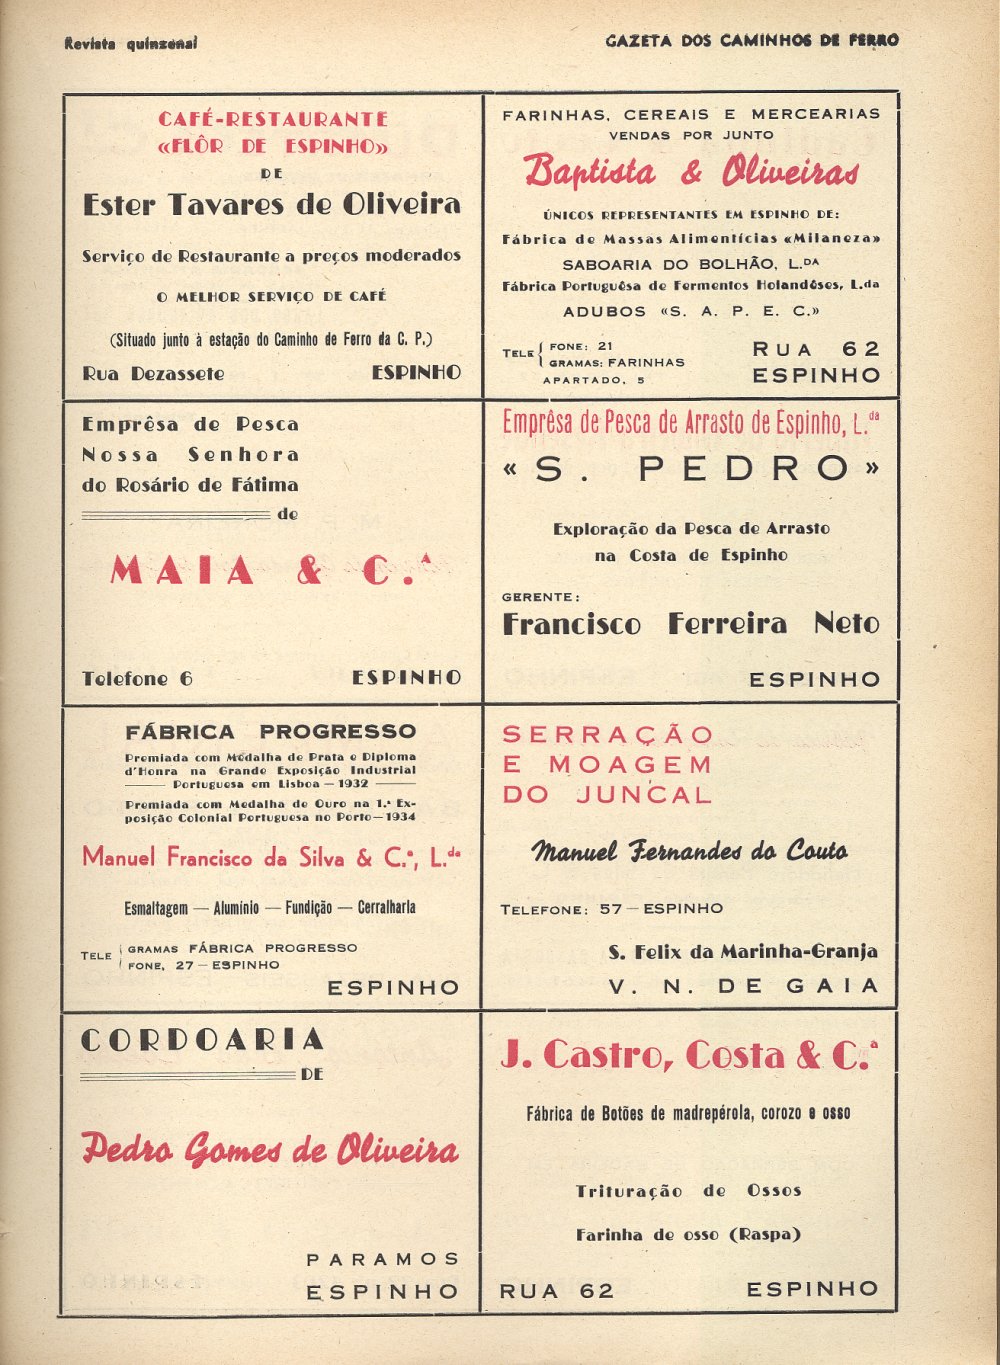 Revista quinzenal
GAZETA DOS CAMINHOS DE FERRO
CAFÉ-RESTAURANTE
«FLÔR DE ESPINHO»
DE
Ester Tavares de Oliveira
Serviço de Restaurante a preços moderados
O MELHOR SERVIÇO DE CAFÉ
(Situado junto à estação do Caminho de Ferro da C. P.)
Rua Dezassete ESPINHO
FARINHAS, CEREAIS E MERCEARIAS
VENDAS POR JUNTO
Baptista & Oliveiras
ÚNICOS REPRESENTANTES EM ESPINHO DE:
Fábrica de Massas Alimentícias «Milaneza»
SABOARIA DO BOLHÃO, L.DA
Fábrica Portuguêsa de Fermentos Holandêses, L.da
ADUBOS «S. A. P. E. C.»
TELE { FONE: 21
GRAMAS: FARINHAS
APARTADO, 5
RUA 62
ESPINHO
Emprêsa de Pesca
Nossa Senhora
do Rosário de Fátima
de
MAIA & C.ᴬ
Telefone 6 ESPINHO
Emprêsa de Pesca de Arrasto de Espinho, L.da
«S. PEDRO»
Exploração da Pesca de Arrasto
na Costa de Espinho
GERENTE:
Francisco Ferreira Neto
ESPINHO
FÁBRICA PROGRESSO
Premiada com Medalha de Prata e Diploma
d'Honra na Grande Exposição Industrial
Portuguesa em Lisboa — 1932
Premiada com Medalha de Ouro na 1.ª Ex-
posição Colonial Portuguesa no Porto — 1934
Manuel Francisco da Silva & C.ª, L.da
Esmaltagem — Aluminio — Fundição — Cerralharia
TELE { GRAMAS FÁBRICA PROGRESSO
FONE, 27 — ESPINHO
ESPINHO
SERRAÇÃO
E MOAGEM
DO JUNCAL
Manuel Fernandes do Couto
TELEFONE: 57 — ESPINHO
S. Felix da Marinha-Granja
V. N. DE GAIA
CORDOARIA
DE
Pedro Gomes de Oliveira
PARAMOS
ESPINHO
J. Castro, Costa & C.ª
Fábrica de Botões de madrepérola, corozo e osso
Trituração de Ossos
Farinha de osso (Raspa)
RUA 62 ESPINHO